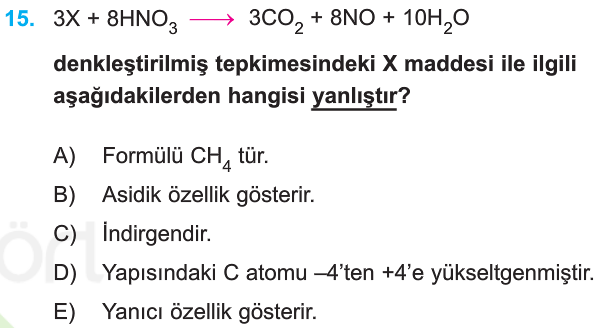 15. 3X + 8HNO₃ ⟶ 3CO₂ + 8NO + 10H₂O
denkleştirilmiş tepkimesindeki X maddesi ile ilgili
aşağıdakilerden hangisi yanlıştır?
A) Formülü CH₄ tür.
B) Asidik özellik gösterir.
C) İndirgendir.
D) Yapısındaki C atomu –4'ten +4'e yükseltgenmiştir.
E) Yanıcı özellik gösterir.